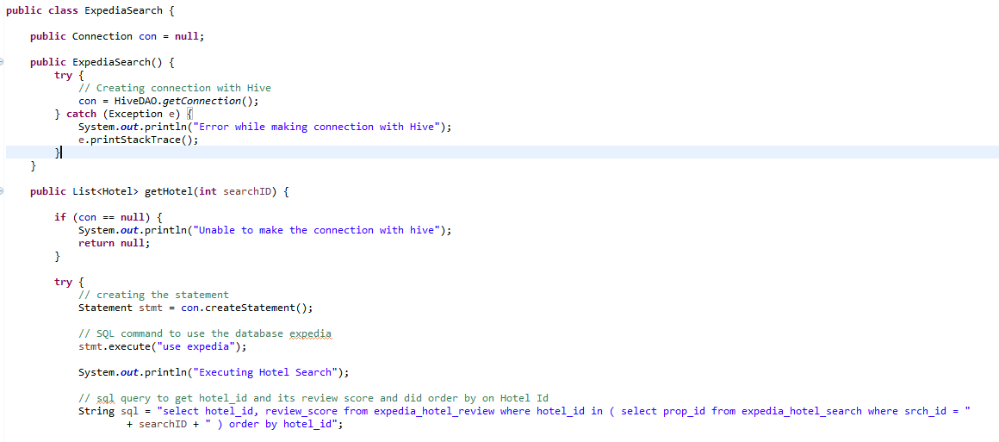 public class ExpediaSearch {
public Connection con = null;
public ExpediaSearch() {
try {
// Creating connection with Hive
con = HiveDAO.getConnection();
} catch (Exception e) {
System.out.println("Error while making connection with Hive");
e.printStackTrace();
}
}
public List<Hotel> getHotel(int searchID) {
if (con == null) {
System.out.println("Unable to make the connection with hive");
return null;
}
try {
// creating the statement
Statement stmt = con.createStatement();
// SQL command to use the database expedia
stmt.execute("use expedia");
System.out.println("Executing Hotel Search");
// sql query to get hotel_id and its review score and did order by on Hotel Id
String sql = "select hotel_id, review_score from expedia_hotel_review where hotel_id in ( select prop_id from expedia_hotel_search where srch_id = "
+ searchID + " ) order by hotel_id";